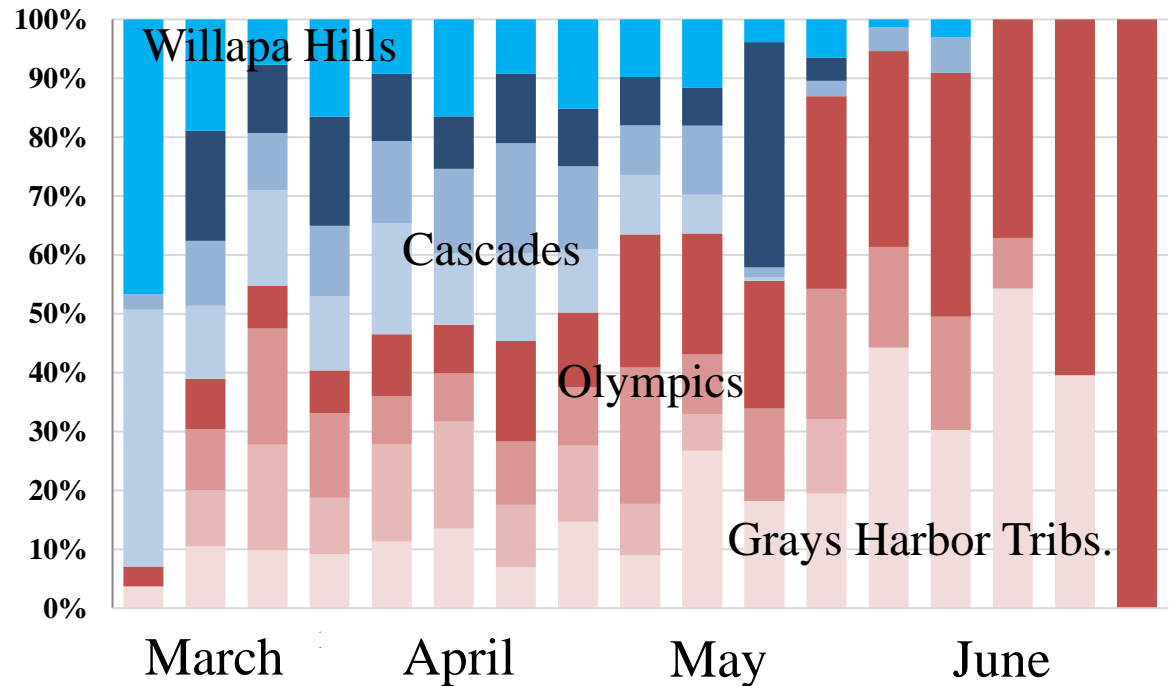 100%
Willapa Hills
90%
80%
70%
60%
Cascades
50%
40%
Olympics
30%
20%
10%
Grays Harbor Tribs.
0%
March April May June